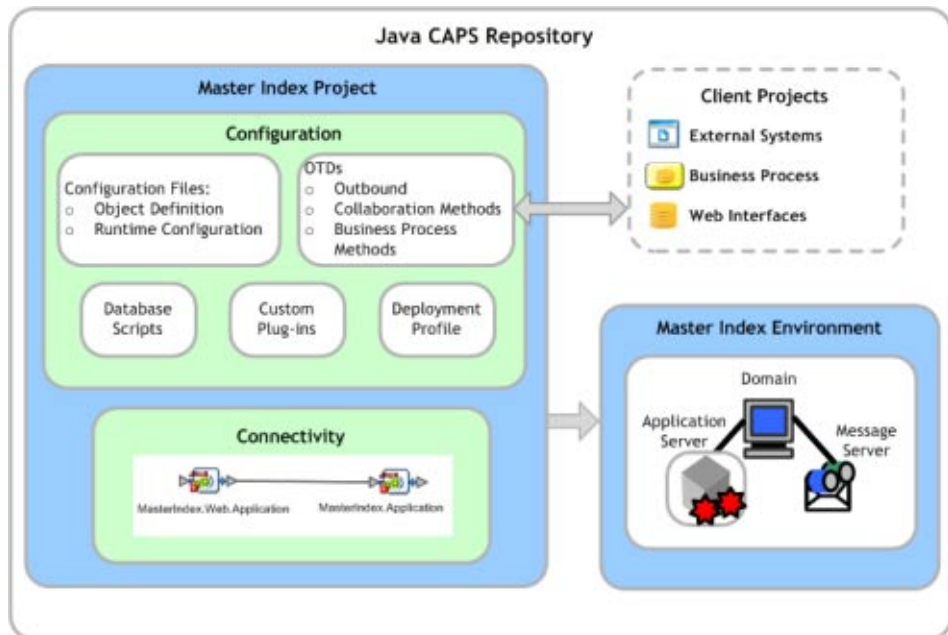 Java CAPS Repository
Master Index Project
Configuration
Configuration Files:
o Object Definition
o Runtime Configuration
OTDs
o Outbound
o Collaboration Methods
o Business Process
Methods
Database
Scripts
Custom
Plug-ins
Deployment
Profile
Connectivity
MasterIndex.Web.Application
MasterIndex.Application
Client Projects
External Systems
Business Process
Web Interfaces
Master Index Environment
Domain
Application
Server
Message
Server